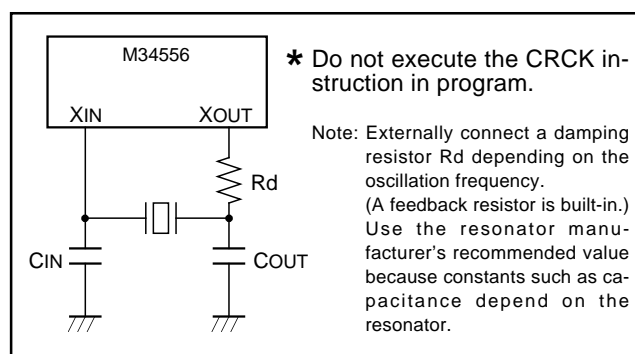 M34556
XIN
XOUT
Rd
CIN
COUT
* Do not execute the CRCK in-
struction in program.
Note: Externally connect a damping
resistor Rd depending on the
oscillation frequency.
(A feedback resistor is built-in.)
Use the resonator manu-
facturer's recommended value
because constants such as ca-
pacitance depend on the
resonator.